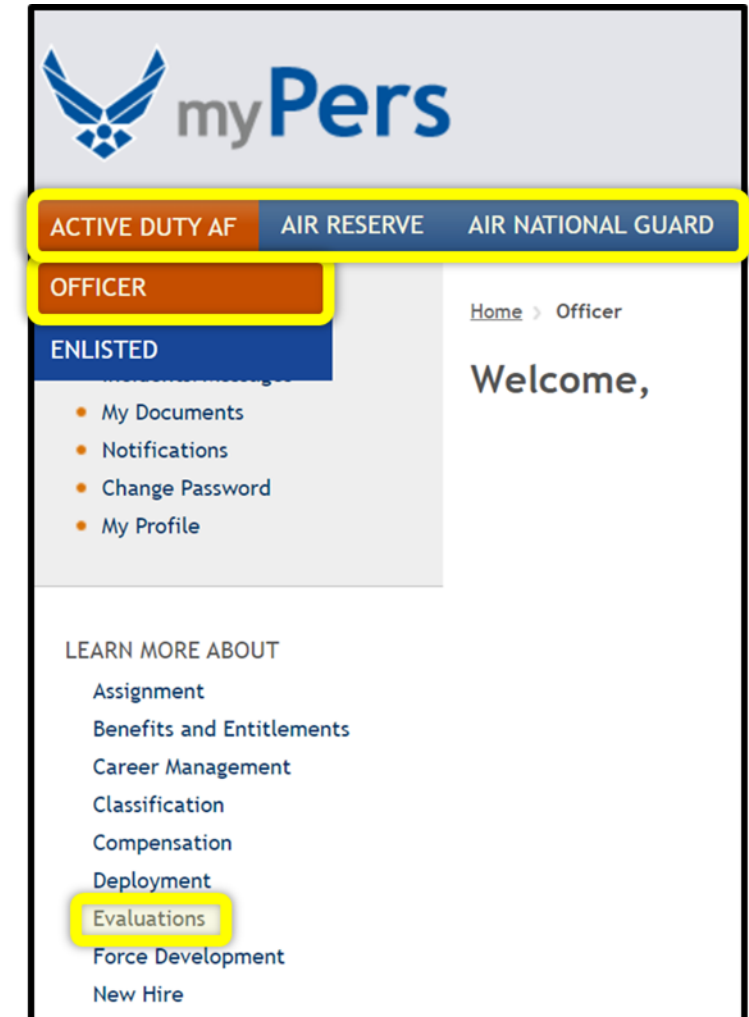 myPers
ACTIVE DUTY AF AIR RESERVE AIR NATIONAL GUARD
OFFICER
ENLISTED
Home > Officer
Welcome,
My Documents
Notifications
Change Password
My Profile
LEARN MORE ABOUT
Assignment
Benefits and Entitlements
Career Management
Classification
Compensation
Deployment
Evaluations
Force Development
New Hire